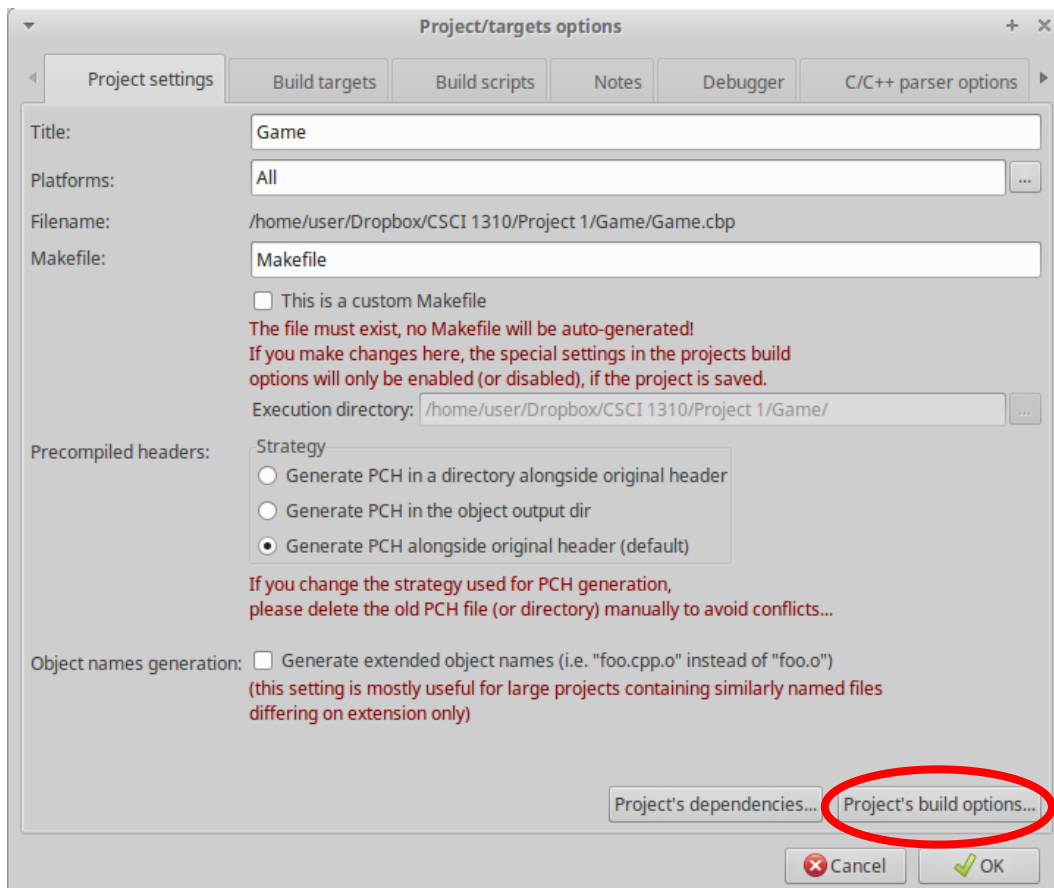 Project/targets options
Project settings
Build targets
Build scripts
Notes
Debugger
C/C++ parser options
Title:
Game
Platforms:
All
...
Filename:
/home/user/Dropbox/CSCI 1310/Project 1/Game/Game.cbp
Makefile:
Makefile
This is a custom Makefile
The file must exist, no Makefile will be auto-generated!
If you make changes here, the special settings in the projects build
options will only be enabled (or disabled), if the project is saved.
Execution directory:
/home/user/Dropbox/CSCI 1310/Project 1/Game/
...
Precompiled headers:
Strategy
Generate PCH in a directory alongside original header
Generate PCH in the object output dir
Generate PCH alongside original header (default)
If you change the strategy used for PCH generation,
please delete the old PCH file (or directory) manually to avoid conflicts...
Object names generation:
Generate extended object names (i.e. "foo.cpp.o" instead of "foo.o")
(this setting is mostly useful for large projects containing similarly named files
differing on extension only)
Project's dependencies...
Project's build options...
Cancel
OK